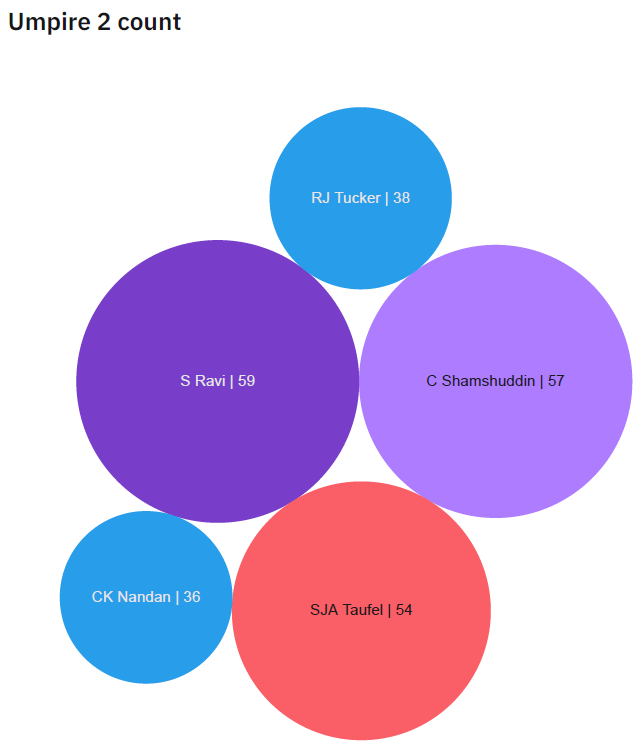 Umpire 2 count
RJ Tucker | 38
S Ravi | 59
C Shamshuddin | 57
CK Nandan | 36
SJA Taufel | 54